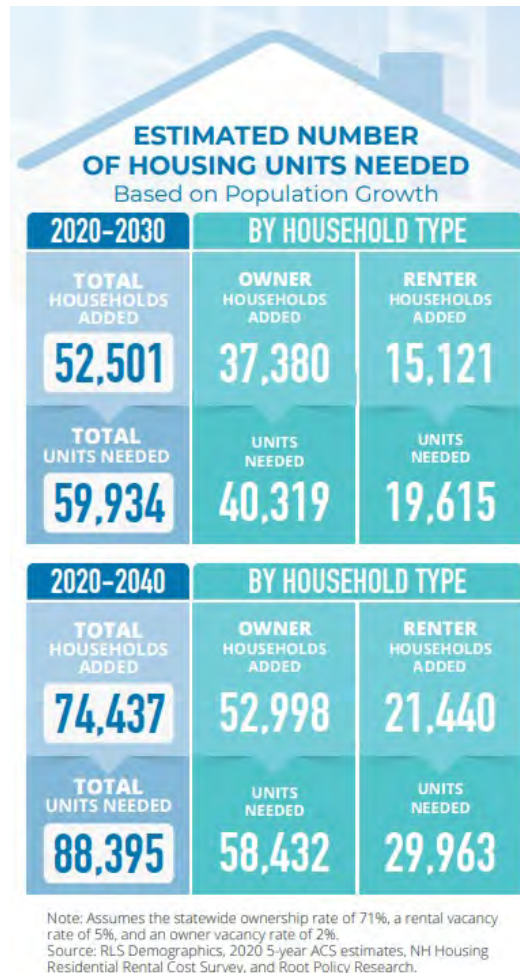 ESTIMATED NUMBER
OF HOUSING UNITS NEEDED
Based on Population Growth
2020–2030
BY HOUSEHOLD TYPE
TOTAL
HOUSEHOLDS
ADDED
52,501
OWNER
HOUSEHOLDS
ADDED
37,380
RENTER
HOUSEHOLDS
ADDED
15,121
TOTAL
UNITS NEEDED
59,934
UNITS
NEEDED
40,319
UNITS
NEEDED
19,615
2020–2040
BY HOUSEHOLD TYPE
TOTAL
HOUSEHOLDS
ADDED
74,437
OWNER
HOUSEHOLDS
ADDED
52,998
RENTER
HOUSEHOLDS
ADDED
21,440
TOTAL
UNITS NEEDED
88,395
UNITS
NEEDED
58,432
UNITS
NEEDED
29,963
Note: Assumes the statewide ownership rate of 71%, a rental vacancy
rate of 5%, and an owner vacancy rate of 2%.
Source: RLS Demographics, 2020 5-year ACS estimates, NH Housing
Residential Rental Cost Survey, and Root Policy Research.